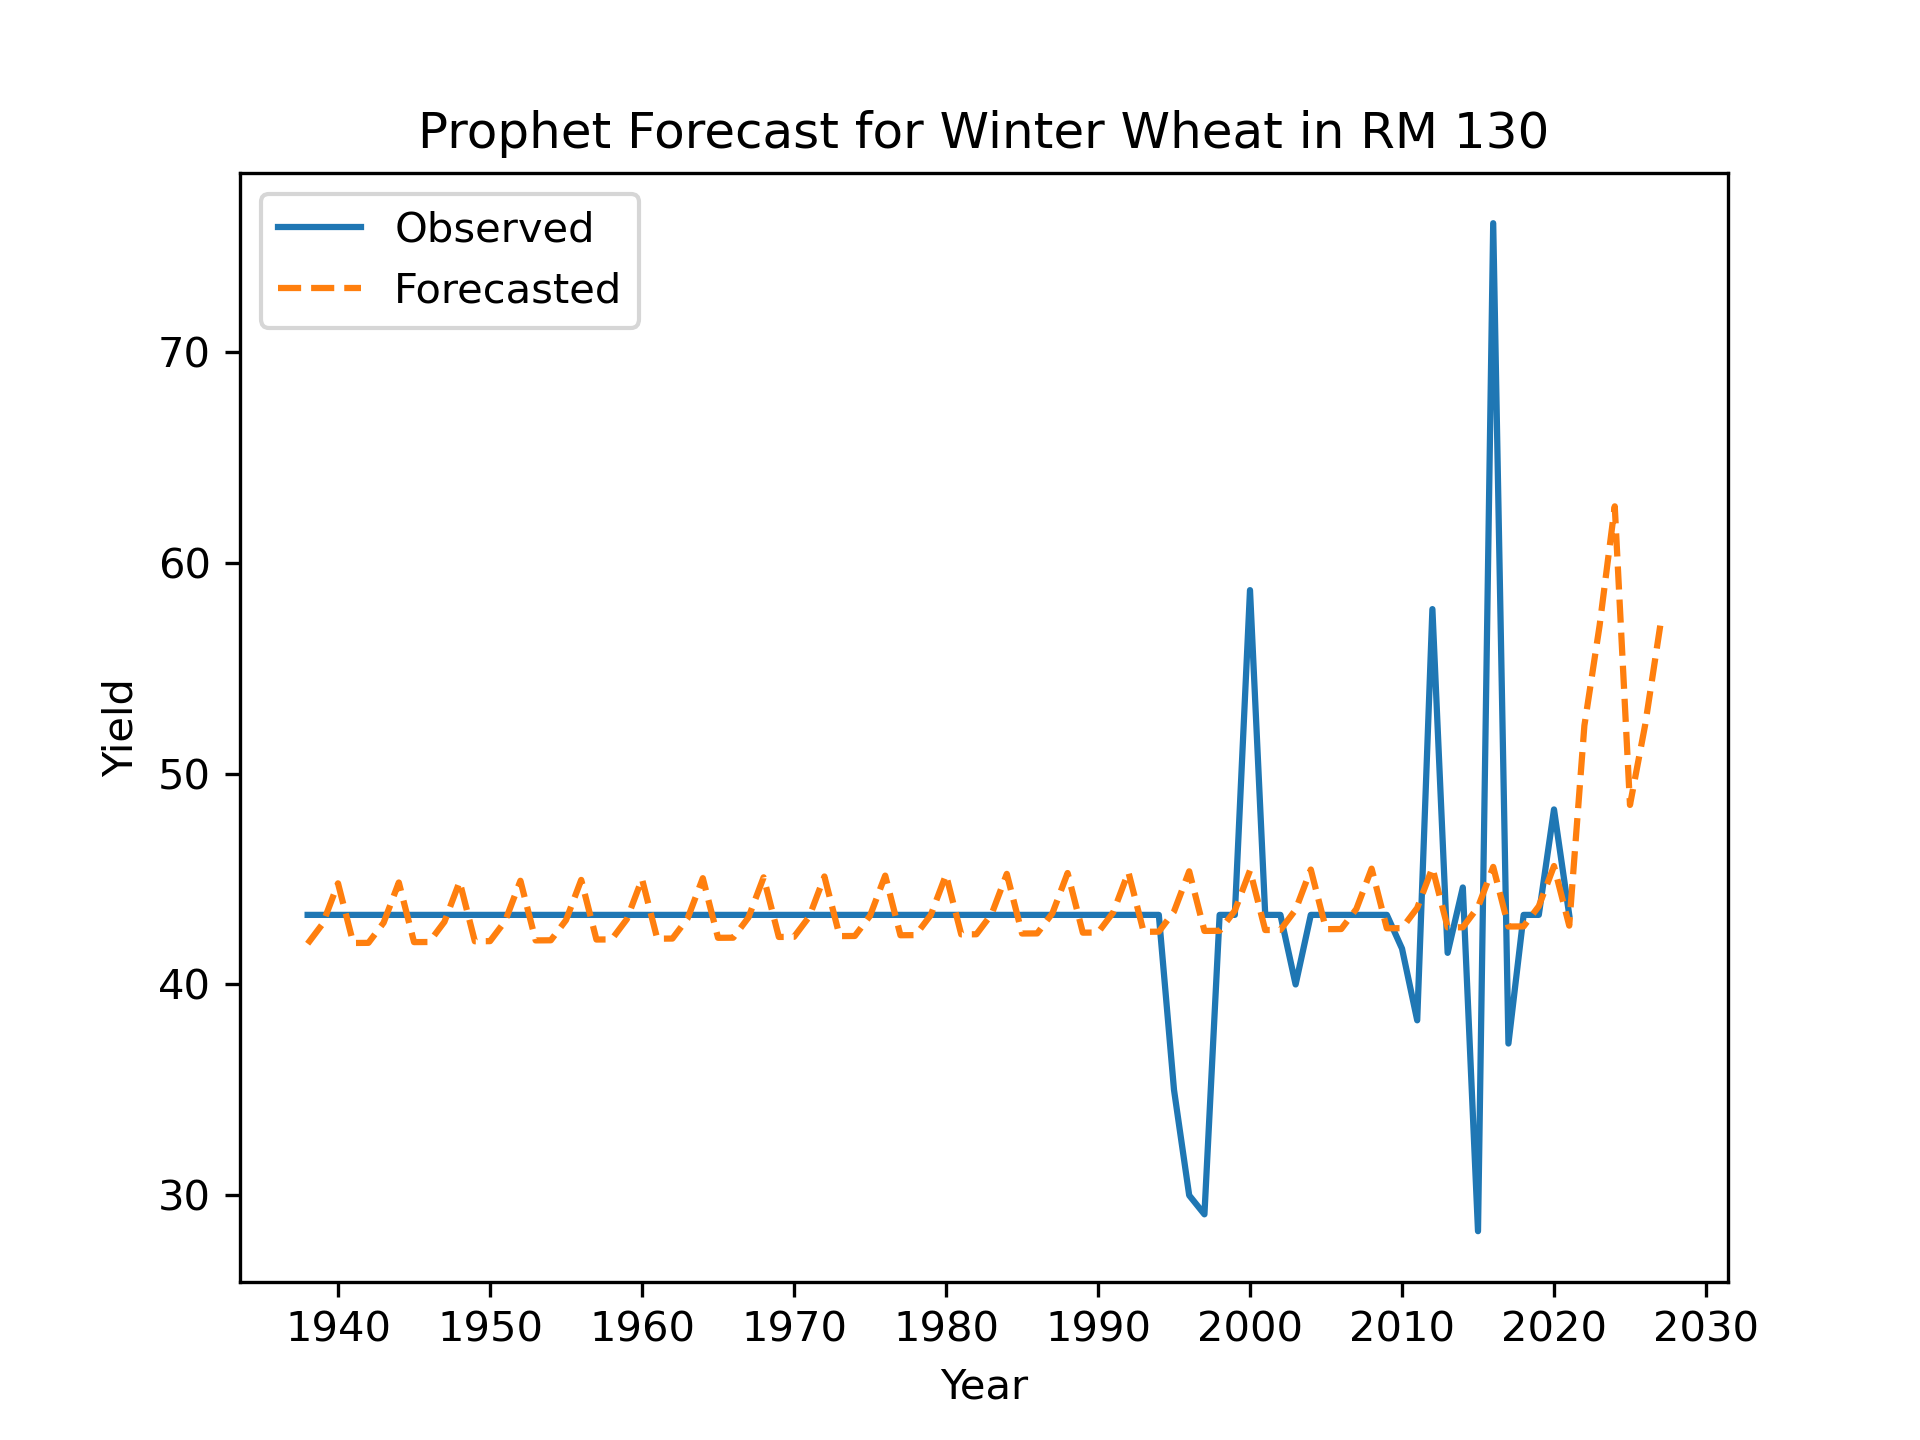 Prophet Forecast for Winter Wheat in RM 130
Observed
Forecasted
70
60
50
40
30
Yield
1940 1950 1960 1970 1980 1990 2000 2010 2020 2030
Year